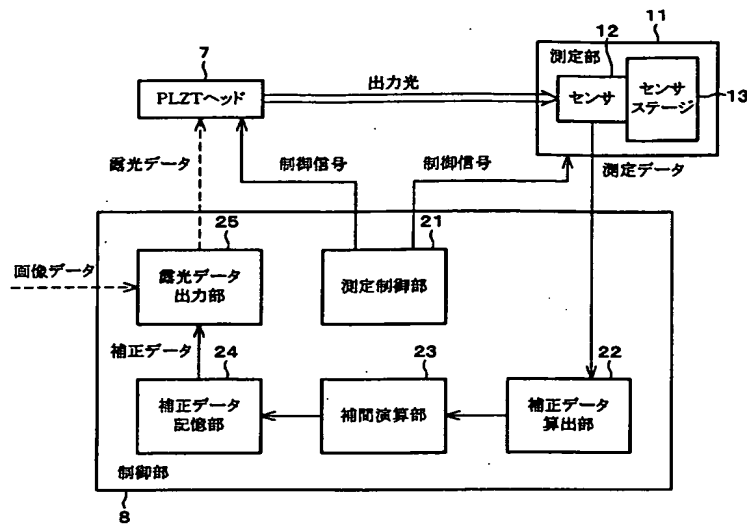 11
12
測定部
7
出力光
PLZTヘッド
センサ
センサ
ステージ
13
露光データ
制御信号
制御信号
測定データ
25
21
画像データ
露光データ
出力部
測定制御部
補正データ
24
23
22
補正データ
記憶部
補間演算部
補正データ
算出部
制御部
8